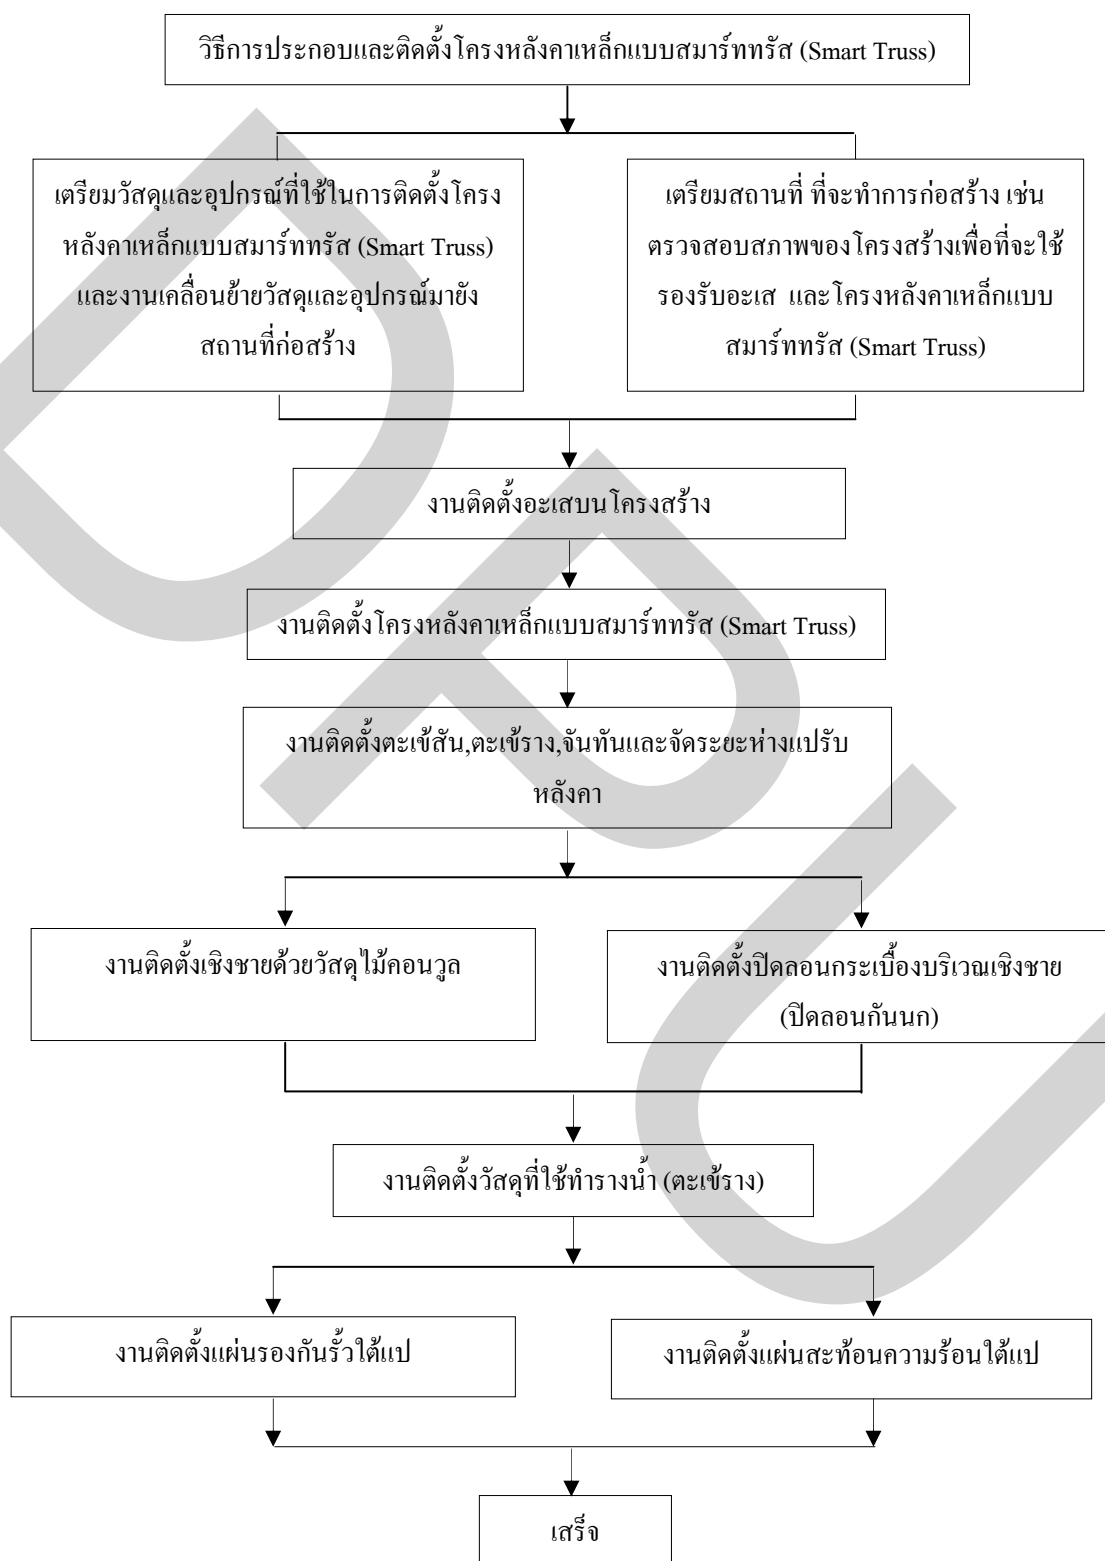 วิธีการประกอบและติดตั้งโครงหลังคาเหล็กแบบสมาร์ททรัส (Smart Truss)
เตรียมวัสดุและอุปกรณ์ที่ใช้ในการติดตั้งโครง
หลังคาเหล็กแบบสมาร์ททรัส (Smart Truss)
และงานเคลื่อนย้ายวัสดุและอุปกรณ์มายัง
สถานที่ก่อสร้าง
เตรียมสถานที่ ที่จะทำการก่อสร้าง เช่น
ตรวจสอบสภาพของโครงสร้างเพื่อที่จะใช้
รองรับอะเส และโครงหลังคาเหล็กแบบ
สมาร์ททรัส (Smart Truss)
งานติดตั้งอะเสบนโครงสร้าง
งานติดตั้งโครงหลังคาเหล็กแบบสมาร์ททรัส (Smart Truss)
งานติดตั้งตะเข้สัน,ตะเข้ราง,จันทันและจัดระยะห่างแปรับ
หลังคา
งานติดตั้งเชิงชายด้วยวัสดุไม้คอนวูล
งานติดตั้งปิดลอนกระเบื้องบริเวณเชิงชาย
(ปิดลอนกันนก)
งานติดตั้งวัสดุที่ใช้ทำรางน้ำ (ตะเข้ราง)
งานติดตั้งแผ่นรองกันรั้วใต้แป
งานติดตั้งแผ่นสะท้อนความร้อนใต้แป
เสร็จ
DPU